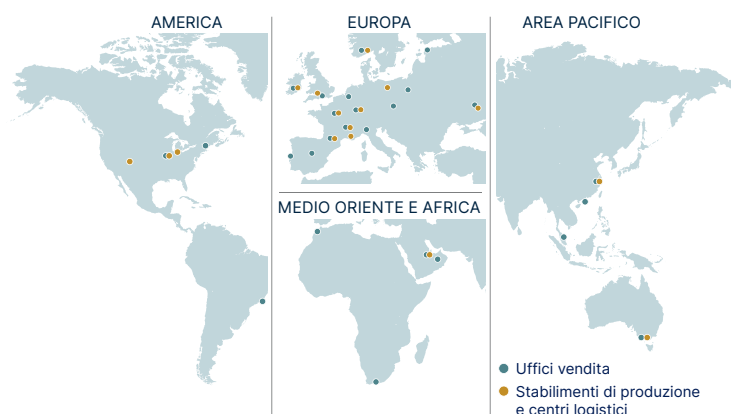 AMERICA
EUROPA
AREA PACIFICO
MEDIO ORIENTE E AFRICA
Uffici vendita
Stabilimenti di produzione
e centri logistici